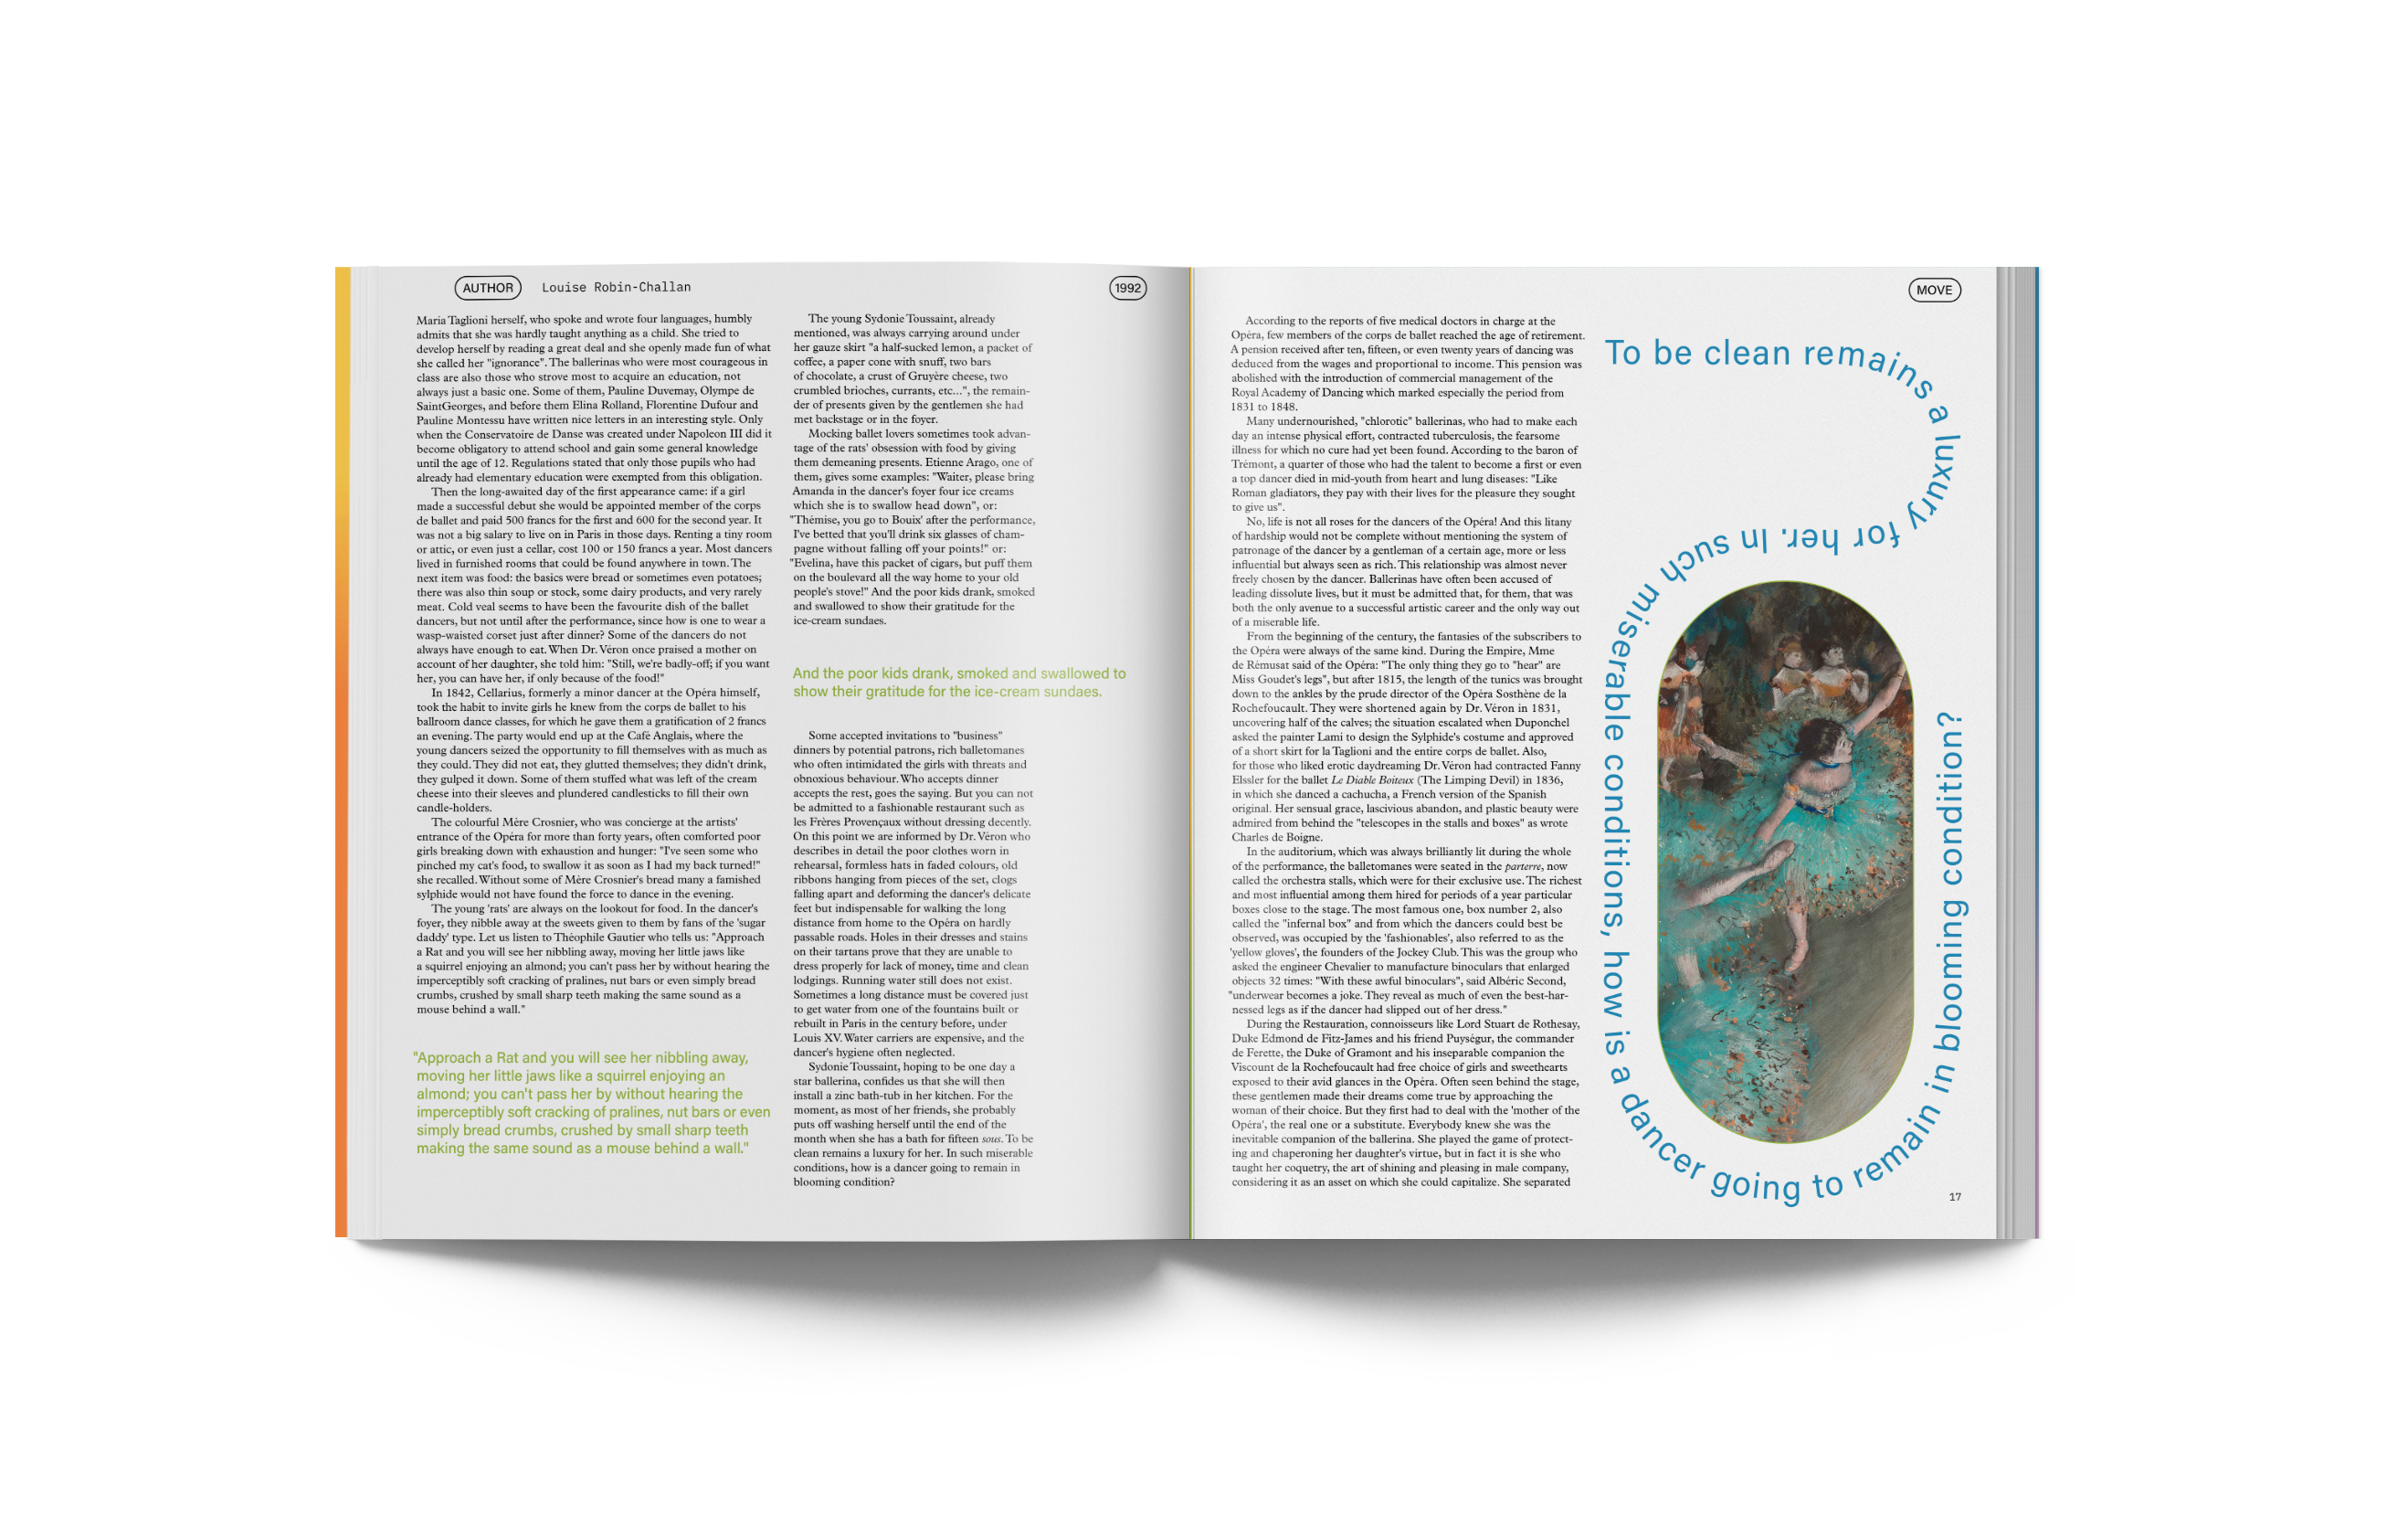 AUTHOR
Louise Robin-Challan
1992
Maria Taglioni herself, who spoke and wrote four languages, humbly
admits that she was hardly taught anything as a child. She tried to
develop herself by reading a great deal and she openly made fun of what
she called her "ignorance". The ballerinas who were most courageous in
class are also those who strove most to acquire an education, not
always just a basic one. Some of them, Pauline Duvernay, Olympe de
SaintGeorges, and before them Elina Rolland, Florentine Dufour and
Pauline Montessu have written nice letters in an interesting style. Only
when the Conservatoire de Danse was created under Napoleon III did it
become obligatory to attend school and gain some general knowledge
until the age of 12. Regulations stated that only those pupils who had
already had elementary education were exempted from this obligation.
Then the long-awaited day of the first appearance came: if a girl
made a successful debut she would be appointed member of the corps
de ballet and paid 500 francs for the first and 600 for the second year. It
was not a big salary to live on in Paris in those days. Renting a tiny room
or attic, or even just a cellar, cost 100 or 150 francs a year. Most dancers
lived in furnished rooms that could be found anywhere in town. The
next item was food: the basics were bread or sometimes even potatoes;
there was also thin soup or stock, some dairy products, and very rarely
meat. Cold veal seems to have been the favourite dish of the ballet
dancers, but not until after the performance, since how is one to wear a
wasp-waisted corset just after dinner? Some of the dancers do not
always have enough to eat. When Dr. Véron once praised a mother on
account of her daughter, she told him: "Still, we're badly-off; if you want
her, you can have her, if only because of the food!"
In 1842, Cellarius, formerly a minor dancer at the Opéra himself,
took the habit to invite girls he knew from the corps de ballet to his
ballroom dance classes, for which he gave them a gratification of 2 francs
an evening. The party would end up at the Café Anglais, where the
young dancers seized the opportunity to fill themselves with as much as
they could. They did not eat, they glutted themselves; they didn't drink,
they gulped it down. Some of them stuffed what was left of the cream
cheese into their sleeves and plundered candlesticks to fill their own
candle-holders.
The colourful Mère Crosnier, who was concierge at the artists'
entrance of the Opéra for more than forty years, often comforted poor
girls breaking down with exhaustion and hunger: "I've seen some who
pinched my cat's food, to swallow it as soon as I had my back turned!"
she recalled. Without some of Mère Crosnier's bread many a famished
sylphide would not have found the force to dance in the evening.
The young 'rats' are always on the lookout for food. In the dancer's
foyer, they nibble away at the sweets given to them by fans of the 'sugar
daddy' type. Let us listen to Théophile Gautier who tells us: "Approach
a Rat and you will see her nibbling away, moving her little jaws like
a squirrel enjoying an almond; you can't pass her by without hearing the
imperceptibly soft cracking of pralines, nut bars or even simply bread
crumbs, crushed by small sharp teeth making the same sound as a
mouse behind a wall."
"Approach a Rat and you will see her nibbling away,
moving her little jaws like a squirrel enjoying an
almond; you can't pass her by without hearing the
imperceptibly soft cracking of pralines, nut bars or even
simply bread crumbs, crushed by small sharp teeth
making the same sound as a mouse behind a wall."
The young Sydonie Toussaint, already
mentioned, was always carrying around under
her gauze skirt "a half-sucked lemon, a packet of
coffee, a paper cone with snuff, two bars
of chocolate, a crust of Gruyère cheese, two
crumbled brioches, currants, etc...", the remain-
der of presents given by the gentlemen she had
met backstage or in the foyer.
Mocking ballet lovers sometimes took advan-
tage of the rats' obsession with food by giving
them demeaning presents. Etienne Arago, one of
them, gives some examples: "Waiter, please bring
Amanda in the dancer's foyer four ice creams
which she is to swallow head down", or:
"Thémise, you go to Bouix' after the performance,
I've betted that you'll drink six glasses of cham-
pagne without falling off your points!" or:
"Evelina, have this packet of cigars, but puff them
on the boulevard all the way home to your old
people's stove!" And the poor kids drank, smoked
and swallowed to show their gratitude for the
ice-cream sundaes.
And the poor kids drank, smoked and swallowed to
show their gratitude for the ice-cream sundaes.
Some accepted invitations to "business"
dinners by potential patrons, rich balletomanes
who often intimidated the girls with threats and
obnoxious behaviour. Who accepts dinner
accepts the rest, goes the saying. But you can not
be admitted to a fashionable restaurant such as
les Frères Provençaux without dressing decently.
On this point we are informed by Dr. Véron who
describes in detail the poor clothes worn in
rehearsal, formless hats in faded colours, old
ribbons hanging from pieces of the set, clogs
falling apart and deforming the dancer's delicate
feet but indispensable for walking the long
distance from home to the Opéra on hardly
passable roads. Holes in their dresses and stains
on their tartans prove that they are unable to
dress properly for lack of money, time and clean
lodgings. Running water still does not exist.
Sometimes a long distance must be covered just
to get water from one of the fountains built or
rebuilt in Paris in the century before, under
Louis XV. Water carriers are expensive, and the
dancer's hygiene often neglected.
Sydonie Toussaint, hoping to be one day a
star ballerina, confides us that she will then
install a zinc bath-tub in her kitchen. For the
moment, as most of her friends, she probably
puts off washing herself until the end of the
month when she has a bath for fifteen sous. To be
clean remains a luxury for her. In such miserable
conditions, how is a dancer going to remain in
blooming condition?
MOVE
According to the reports of five medical doctors in charge at the
Opéra, few members of the corps de ballet reached the age of retirement.
A pension received after ten, fifteen, or even twenty years of dancing was
deduced from the wages and proportional to income. This pension was
abolished with the introduction of commercial management of the
Royal Academy of Dancing which marked especially the period from
1831 to 1848.
Many undernourished, "chlorotic" ballerinas, who had to make each
day an intense physical effort, contracted tuberculosis, the fearsome
illness for which no cure had yet been found. According to the baron of
Trémont, a quarter of those who had the talent to become a first or even
a top dancer died in mid-youth from heart and lung diseases: "Like
Roman gladiators, they pay with their lives for the pleasure they sought
to give us".
No, life is not all roses for the dancers of the Opéra! And this litany
of hardship would not be complete without mentioning the system of
patronage of the dancer by a gentleman of a certain age, more or less
influential but always seen as rich. This relationship was almost never
freely chosen by the dancer. Ballerinas have often been accused of
leading dissolute lives, but it must be admitted that, for them, that was
both the only avenue to a successful artistic career and the only way out
of a miserable life.
From the beginning of the century, the fantasies of the subscribers to
the Opéra were always of the same kind. During the Empire, Mme
de Rémusat said of the Opéra: "The only thing they go to "hear" are
Miss Goudet's legs", but after 1815, the length of the tunics was brought
down to the ankles by the prude director of the Opéra Sosthène de la
Rochefoucault. They were shortened again by Dr. Véron in 1831,
uncovering half of the calves; the situation escalated when Duponchel
asked the painter Lami to design the Sylphide's costume and approved
of a short skirt for la Taglioni and the entire corps de ballet. Also,
for those who liked erotic daydreaming Dr. Véron had contracted Fanny
Elssler for the ballet Le Diable Boiteux (The Limping Devil) in 1836,
in which she danced a cachucha, a French version of the Spanish
original. Her sensual grace, lascivious abandon, and plastic beauty were
admired from behind the "telescopes in the stalls and boxes" as wrote
Charles de Boigne.
In the auditorium, which was always brilliantly lit during the whole
of the performance, the balletomanes were seated in the parterre, now
called the orchestra stalls, which were for their exclusive use. The richest
and most influential among them hired for periods of a year particular
boxes close to the stage. The most famous one, box number 2, also
called the "infernal box" and from which the dancers could best be
observed, was occupied by the 'fashionables', also referred to as the
'yellow gloves', the founders of the Jockey Club. This was the group who
asked the engineer Chevalier to manufacture binoculars that enlarged
objects 32 times: "With these awful binoculars", said Albéric Second,
"underwear becomes a joke. They reveal as much of even the best-har-
nessed legs as if the dancer had slipped out of her dress."
During the Restauration, connoisseurs like Lord Stuart de Rothesay,
Duke Edmond de Fitz-James and his friend Puységur, the commander
de Ferette, the Duke of Gramont and his inseparable companion the
Viscount de la Rochefoucault had free choice of girls and sweethearts
exposed to their avid glances in the Opéra. Often seen behind the stage,
these gentlemen made their dreams come true by approaching the
woman of their choice. But they first had to deal with the 'mother of the
Opéra', the real one or a substitute. Everybody knew she was the
inevitable companion of the ballerina. She played the game of protect-
ing and chaperoning her daughter's virtue, but in fact it is she who
taught her coquetry, the art of shining and pleasing in male company,
considering it as an asset on which she could capitalize. She separated
To be clean remains a luxury for her. In such miserable conditions, how is a dancer going to remain in blooming condition?
17